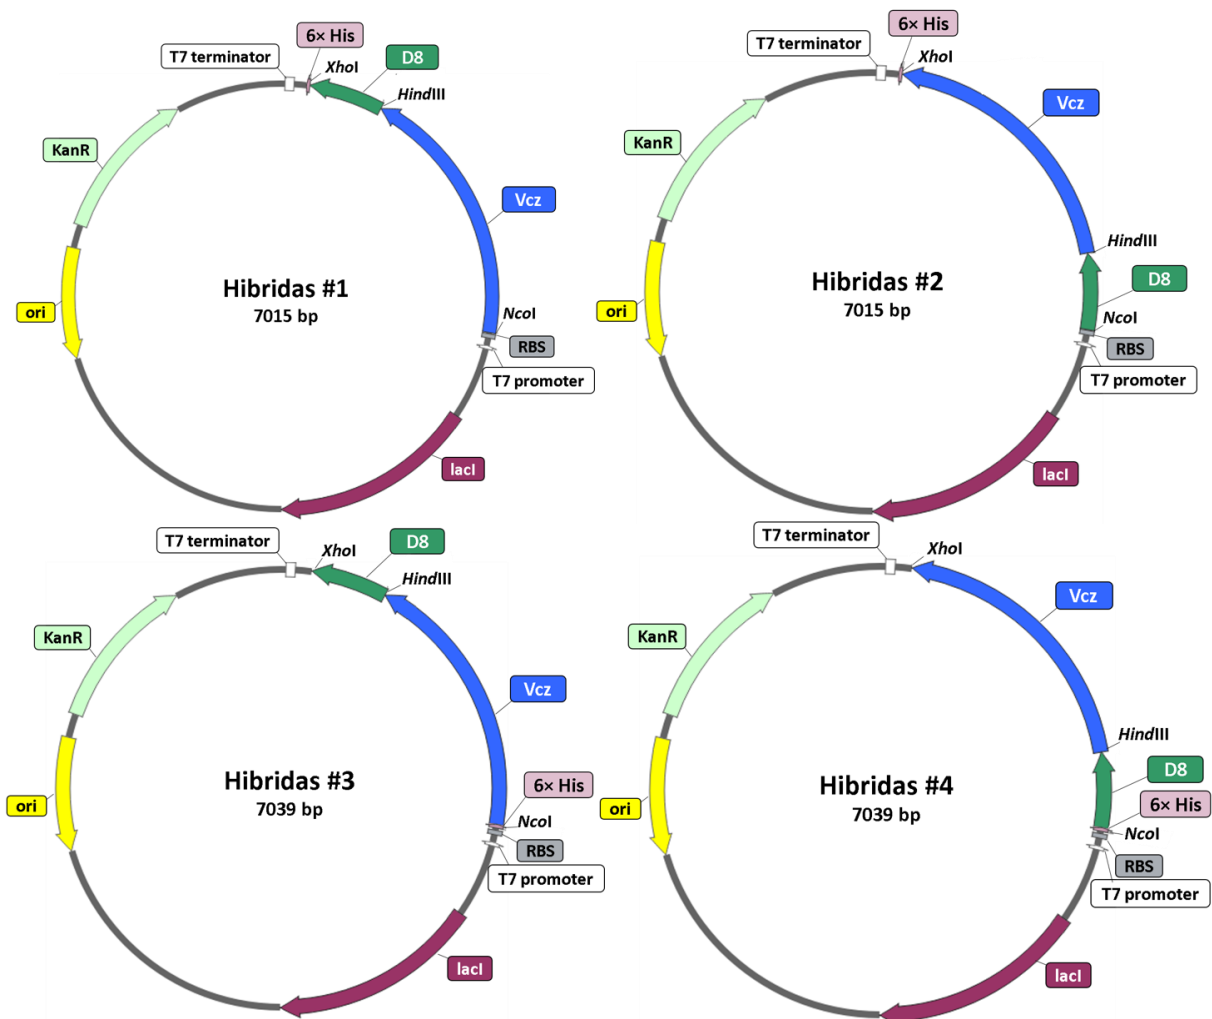 6× His
T7 terminator
D8
XhoI
HindIII
KanR
Vcz
Hibridas #1
7015 bp
ori
NcoI
RBS
T7 promoter
lacI
6× His
T7 terminator
XhoI
Vcz
KanR
HindIII
Hibridas #2
7015 bp
D8
ori
NcoI
RBS
T7 promoter
lacI
T7 terminator
D8
XhoI
HindIII
KanR
Vcz
Hibridas #3
7039 bp
6× His
ori
NcoI
RBS
T7 promoter
lacI
T7 terminator
XhoI
Vcz
KanR
HindIII
D8
Hibridas #4
7039 bp
6× His
ori
NcoI
RBS
T7 promoter
lacI